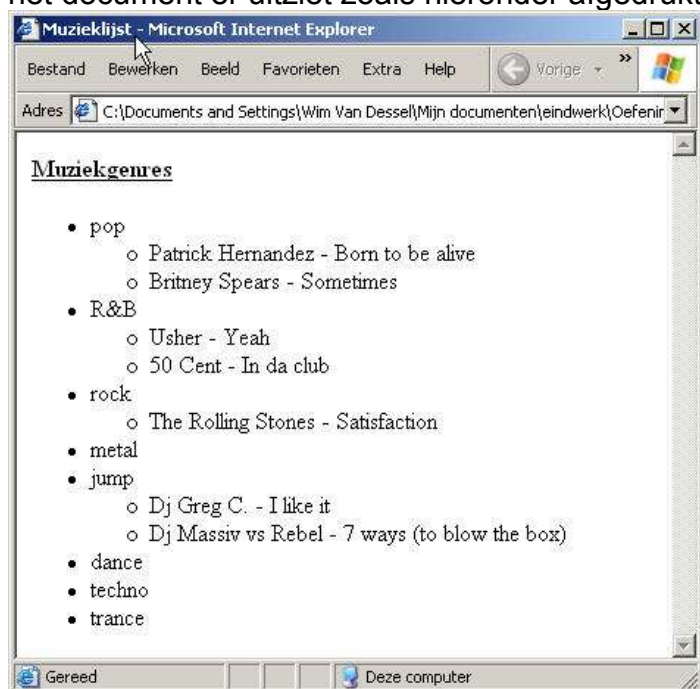 het document er uitziet zoals hieronder afgedrukt
Muzieklijst - Microsoft Internet Explorer
Bestand Bewerken Beeld Favorieten Extra Help Vorige »
Adres C:\Documents and Settings\Wim Van Dessel\Mijn documenten\eindwerk\Oefenin
Muziekgenres
• pop
o Patrick Hernandez - Born to be alive
o Britney Spears - Sometimes
• R&B
o Usher - Yeah
o 50 Cent - In da club
• rock
o The Rolling Stones - Satisfaction
• metal
• jump
o Dj Greg C. - I like it
o Dj Massiv vs Rebel - 7 ways (to blow the box)
• dance
• techno
• trance
Gereed Deze computer